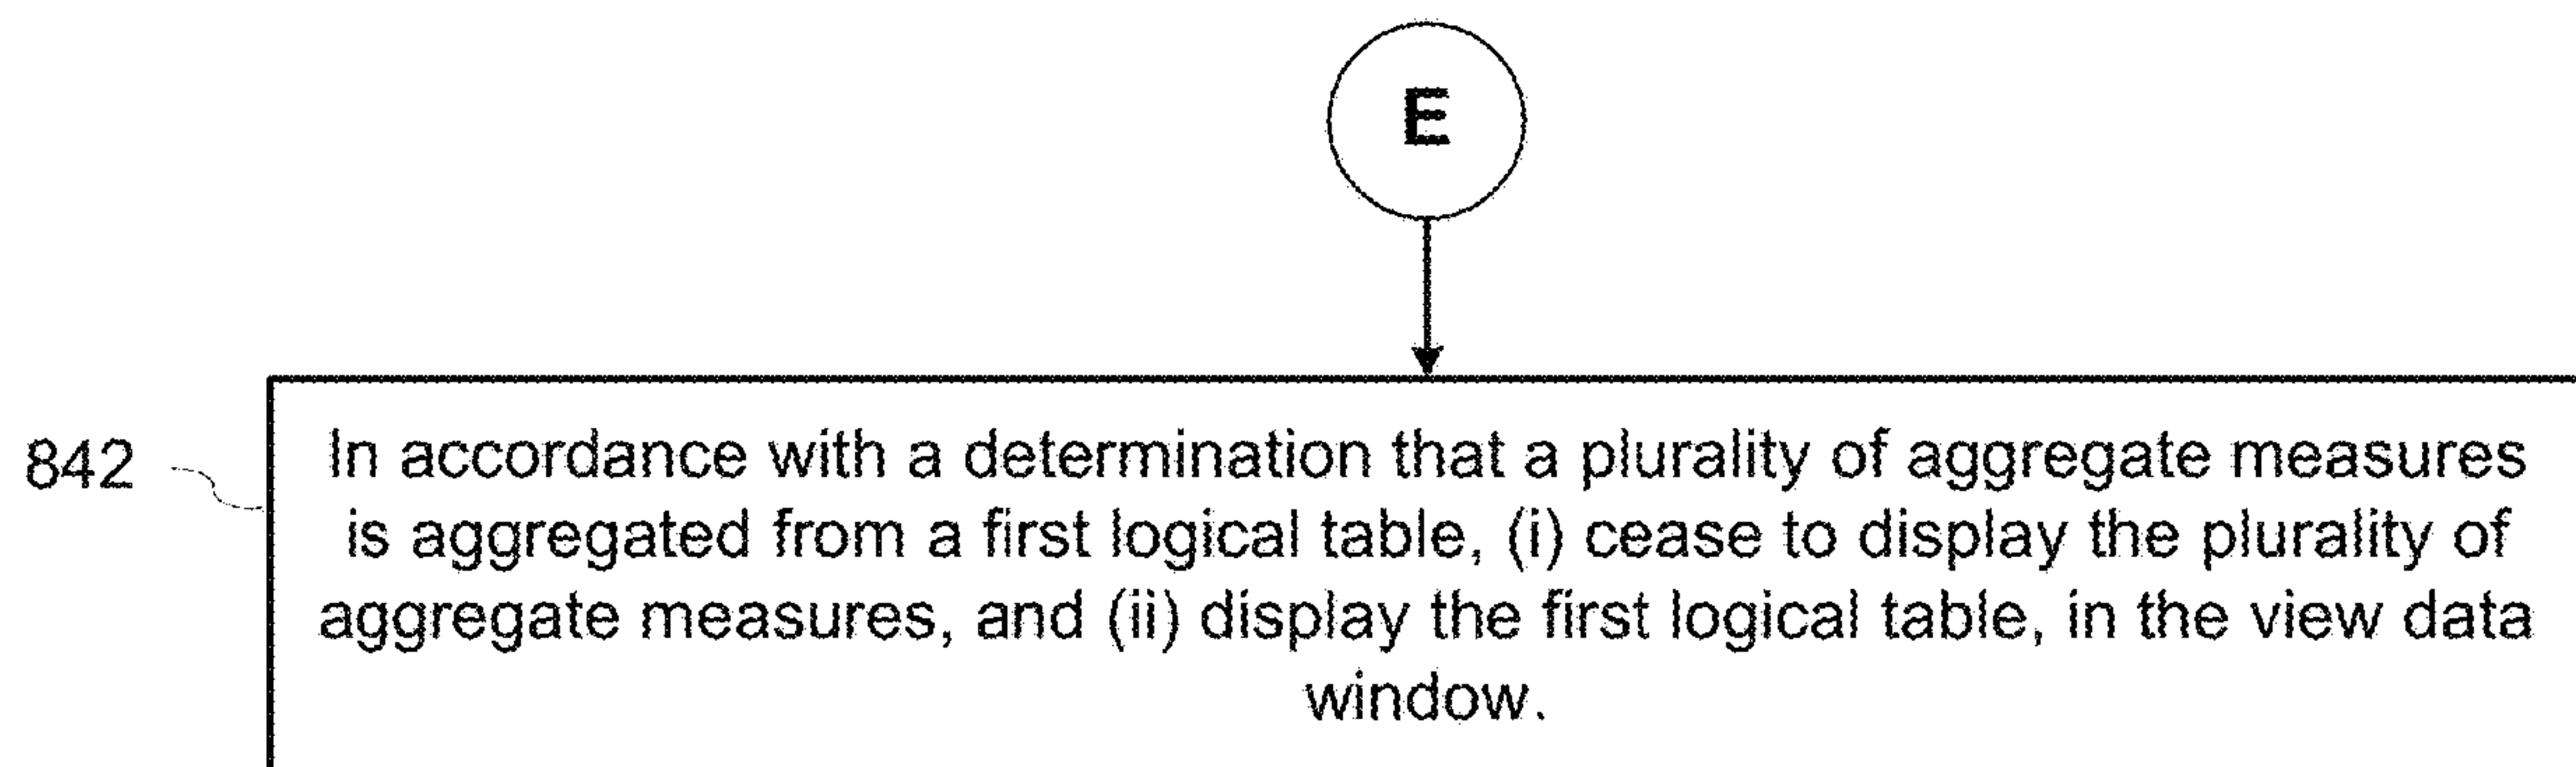 E
842
In accordance with a determination that a plurality of aggregate measures
is aggregated from a first logical table, (i) cease to display the plurality of
aggregate measures, and (ii) display the first logical table, in the view data
window.